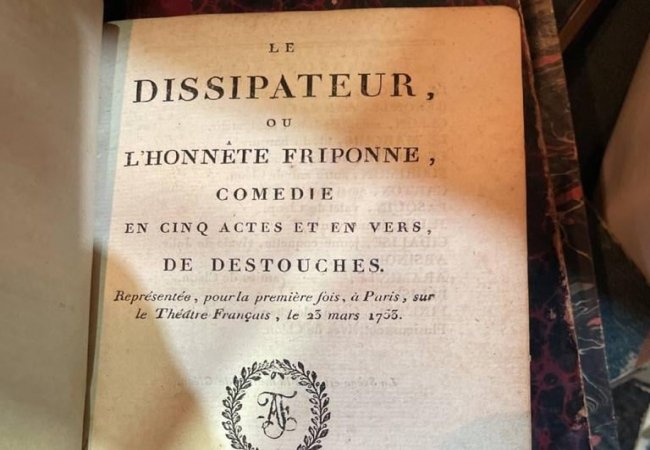 LE
DISSIPATEUR,
OU
L'HONNÊTE FRIPONNE,
COMEDIE
EN CINQ ACTES ET EN VERS,
DE DESTOUCHES.
Représentée, pour la première fois, à Paris, sur
le Théâtre Français, le 23 mars 1753.